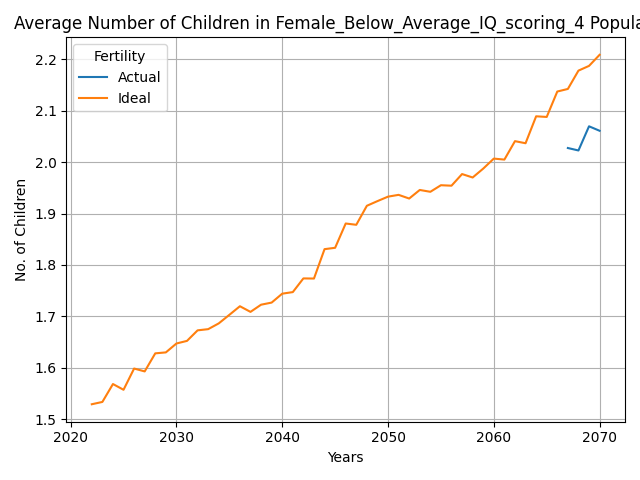 Average Number of Children in Female_Below_Average_IQ_scoring_4 Popula
Fertility
Actual
Ideal
2.2
2.1
2.0
1.9
1.8
1.7
1.6
1.5
No. of Children
2020 2030 2040 2050 2060 2070
Years